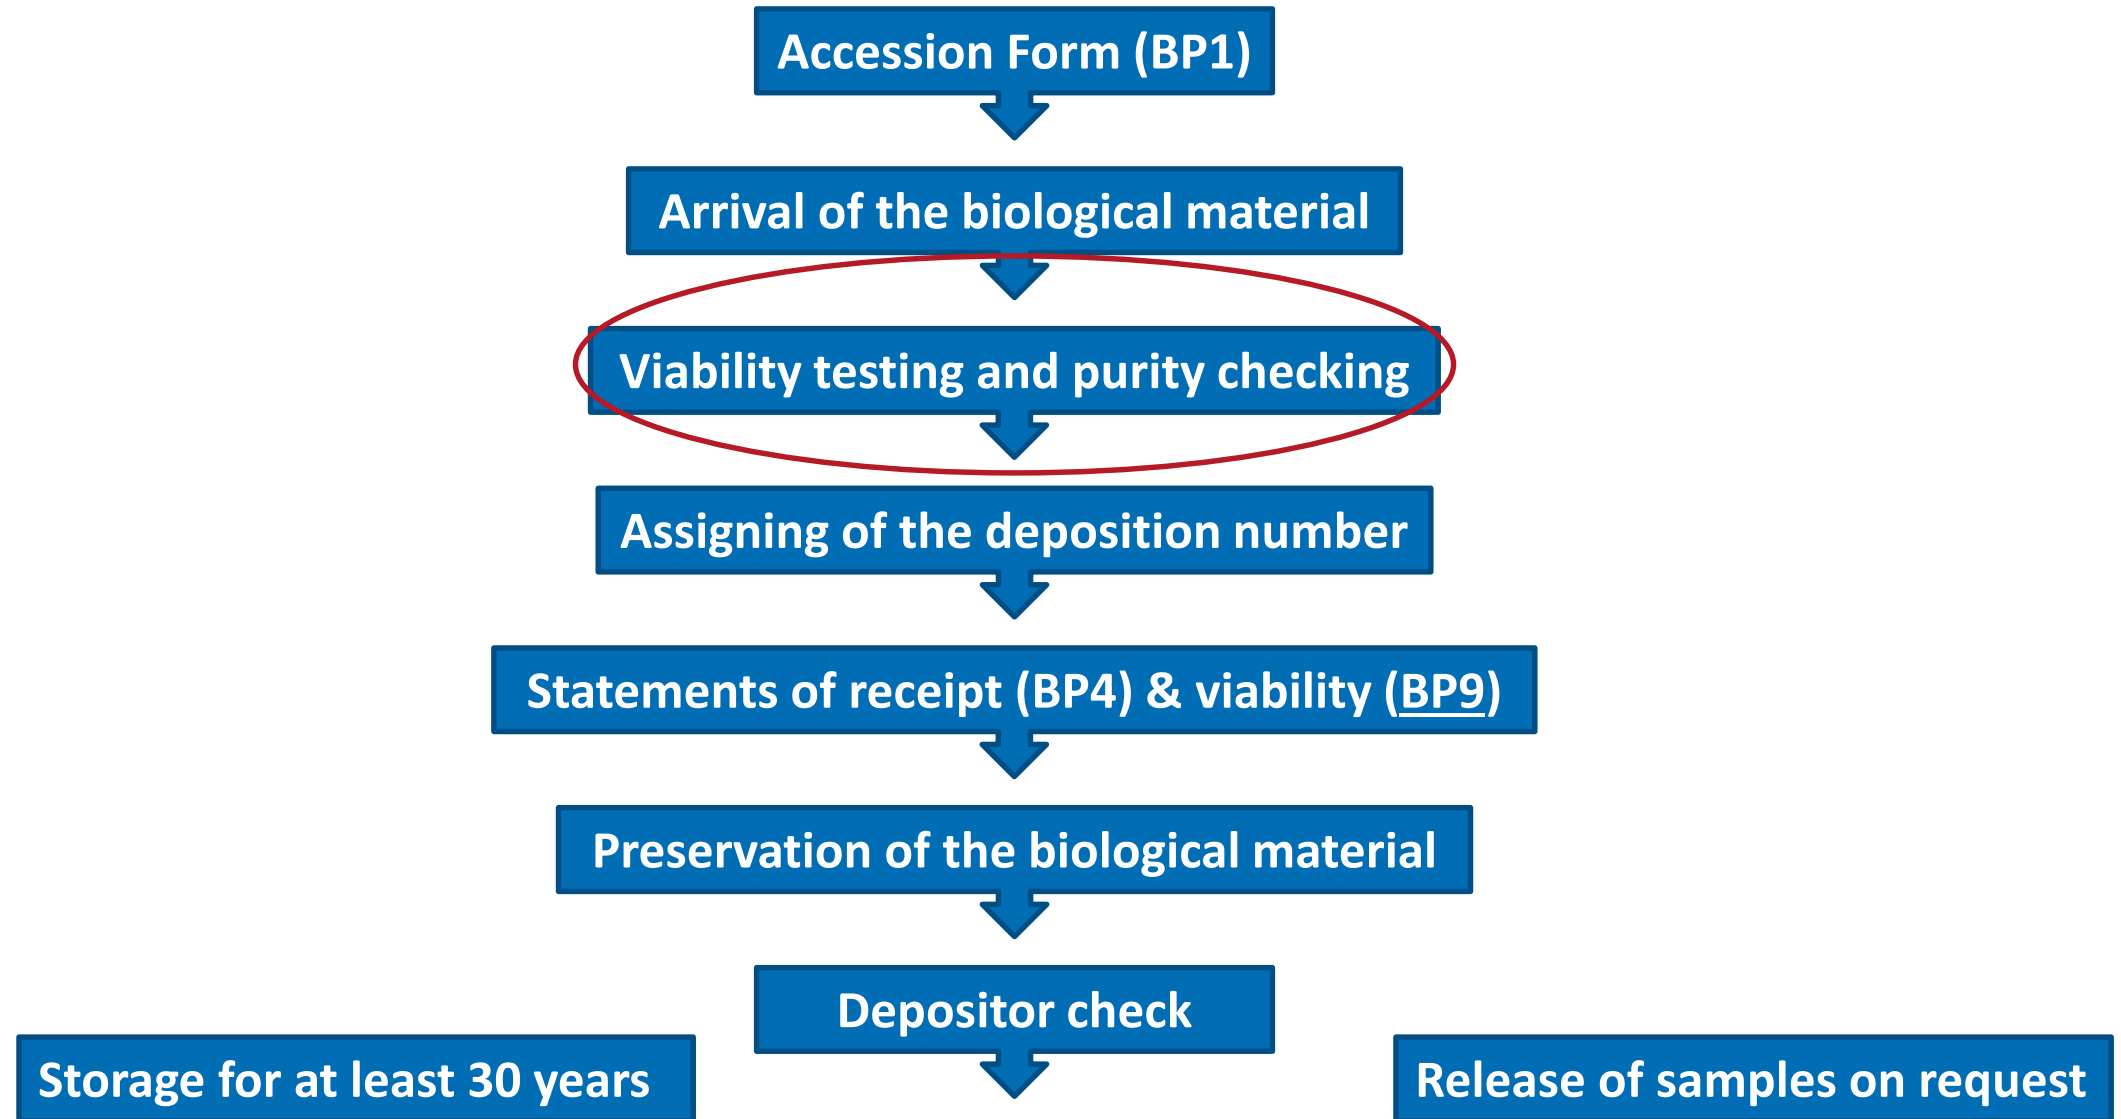 Accession Form (BP1)
Arrival of the biological material
Viability testing and purity checking
Assigning of the deposition number
Statements of receipt (BP4) & viability (BP9)
Preservation of the biological material
Depositor check
Storage for at least 30 years
Release of samples on request